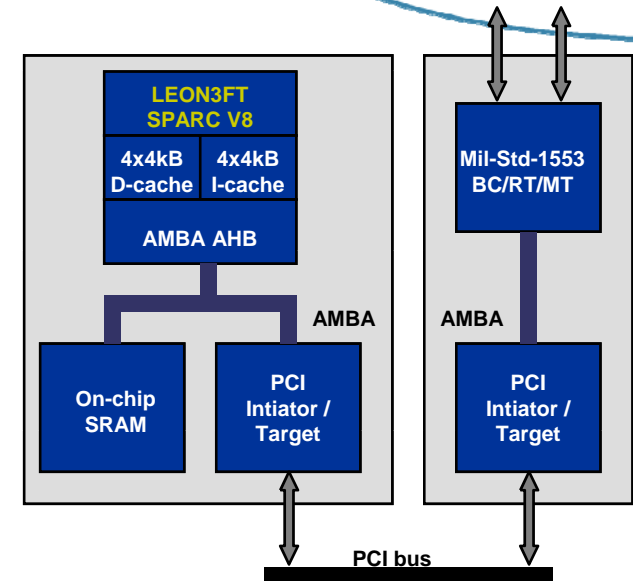 LEON3FT
SPARC V8
4x4kB
D-cache
4x4kB
I-cache
AMBA AHB
AMBA
On-chip
SRAM
PCI
Intiator /
Target
Mil-Std-1553
BC/RT/MT
AMBA
PCI
Intiator /
Target
PCI bus